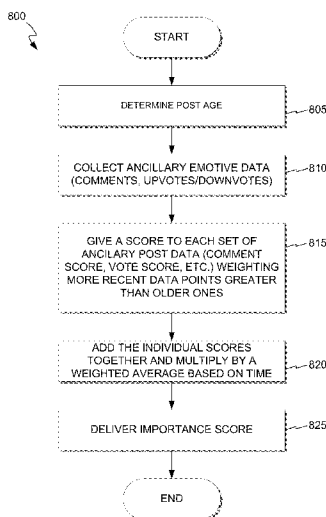 800
START
DETERMINE POST AGE
805
COLLECT ANCILLARY EMOTIVE DATA
(COMMENTS, UPVOTES/DOWNVOTES)
810
GIVE A SCORE TO EACH SET OF
ANCILARY POST DATA (COMMENT
SCORE, VOTE SCORE, ETC.) WEIGHTING
MORE RECENT DATA POINTS GREATER
THAN OLDER ONES
815
ADD THE INDIVIDUAL SCORES
TOGETHER AND MULTIPLY BY A
WEIGHTED AVERAGE BASED ON TIME
820
DELIVER IMPORTANCE SCORE
825
END